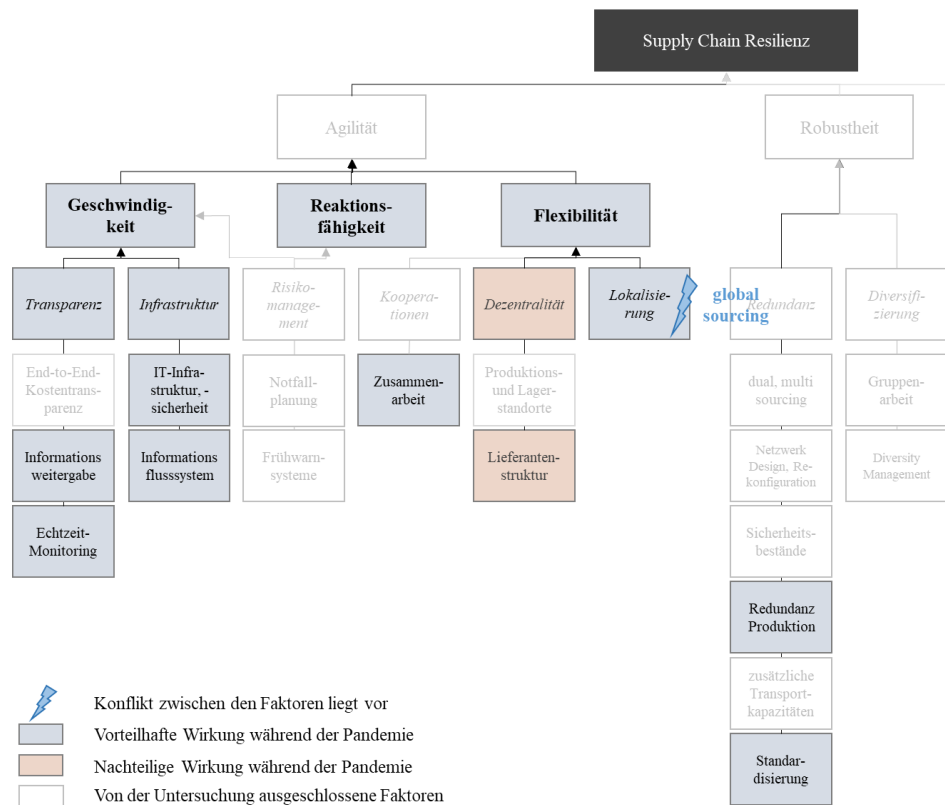 Supply Chain Resilienz
Agilität
Robustheit
Geschwindig-
keit
Reaktions-
fähigkeit
Flexibilität
Transparenz
Infrastruktur
Risiko-
manage-
ment
Koopera-
tionen
Dezentralität
Lokalisie-
rung
global
sourcing
Redundanz
Diversifi-
zierung
End-to-End-
Kostentrans-
parenz
IT-Infra-
struktur, -
sicherheit
Notfall-
planung
Zusammen-
arbeit
Produktions-
und Lager-
standorte
dual, multi
sourcing
Gruppen-
arbeit
Informations
weitergabe
Informations
flusssystem
Frühwarn-
systeme
Lieferanten-
struktur
Netzwerk
Design, Re-
konfiguration
Diversity
Management
Echtzeit-
Monitoring
Sicherheits-
bestände
Redundanz
Produktion
zusätzliche
Transport-
kapazitäten
Standar-
disierung
Konflikt zwischen den Faktoren liegt vor
Vorteilhafte Wirkung während der Pandemie
Nachteilige Wirkung während der Pandemie
Von der Untersuchung ausgeschlossene Faktoren